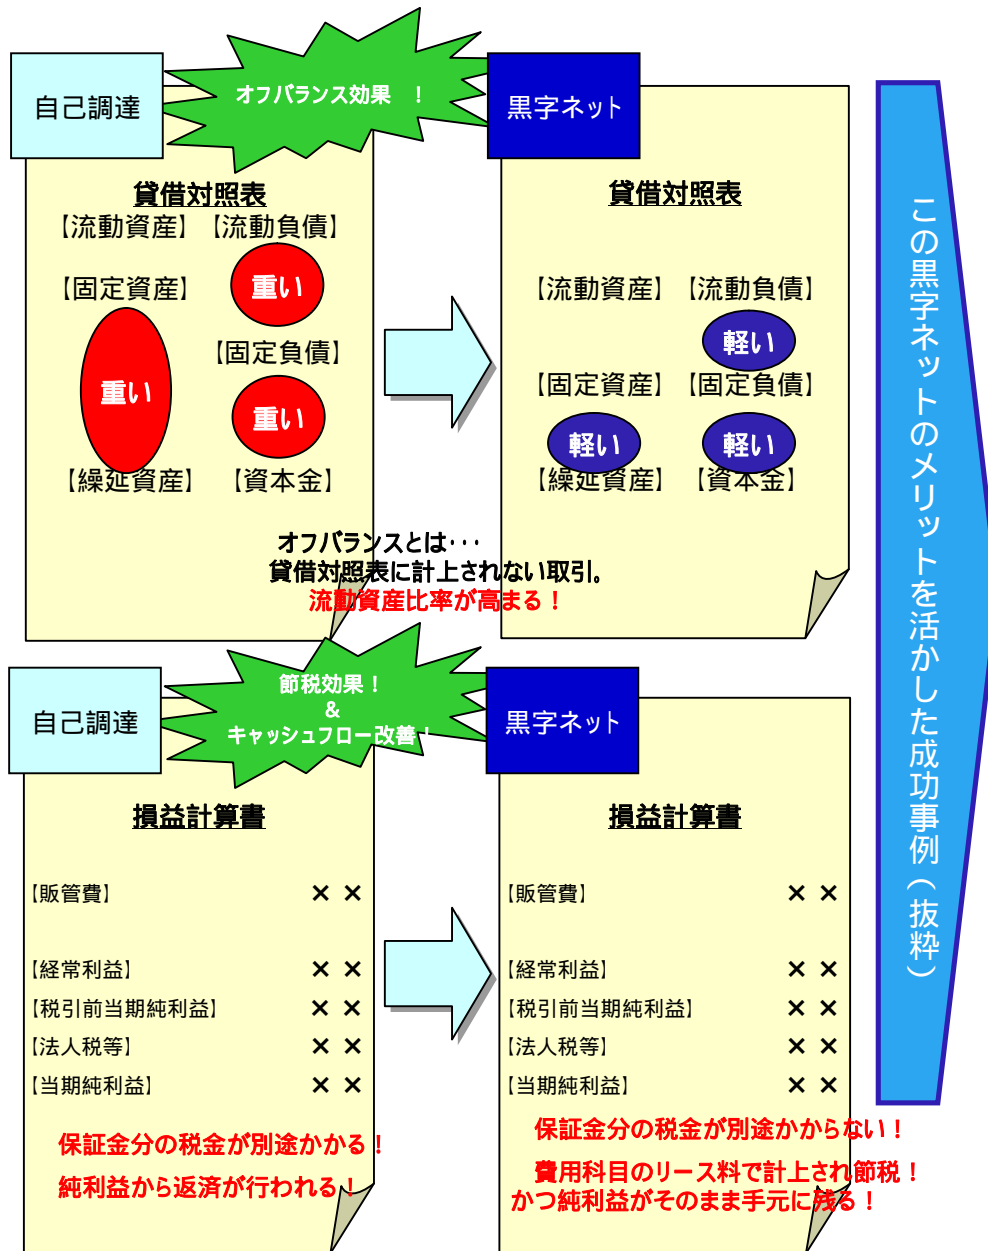 自己調達
オフバランス効果　！
黒字ネット
貸借対照表
【流動資産】【流動負債】
重い
【固定資産】
【固定負債】
重い
重い
【繰延資産】
【資本金】
貸借対照表
【流動資産】【流動負債】
軽い
【固定資産】【固定負債】
軽い
軽い
【繰延資産】
【資本金】
オフバランスとは・・・
貸借対照表に計上されない取引。
流動資産比率が高まる！
自己調達
節税効果！
＆
キャッシュフロー改善！
黒字ネット
損益計算書
【販管費】 ××
【経常利益】 ××
【税引前当期純利益】 ××
【法人税等】 ××
【当期純利益】 ××
保証金分の税金が別途かかる！
純利益から返済が行われる！
損益計算書
【販管費】 ××
【経常利益】 ××
【税引前当期純利益】 ××
【法人税等】 ××
【当期純利益】 ××
保証金分の税金が別途かからない！
費用科目のリース料で計上され節税！
かつ純利益がそのまま手元に残る！
この黒字ネットのメリットを活かした成功事例（抜粋）